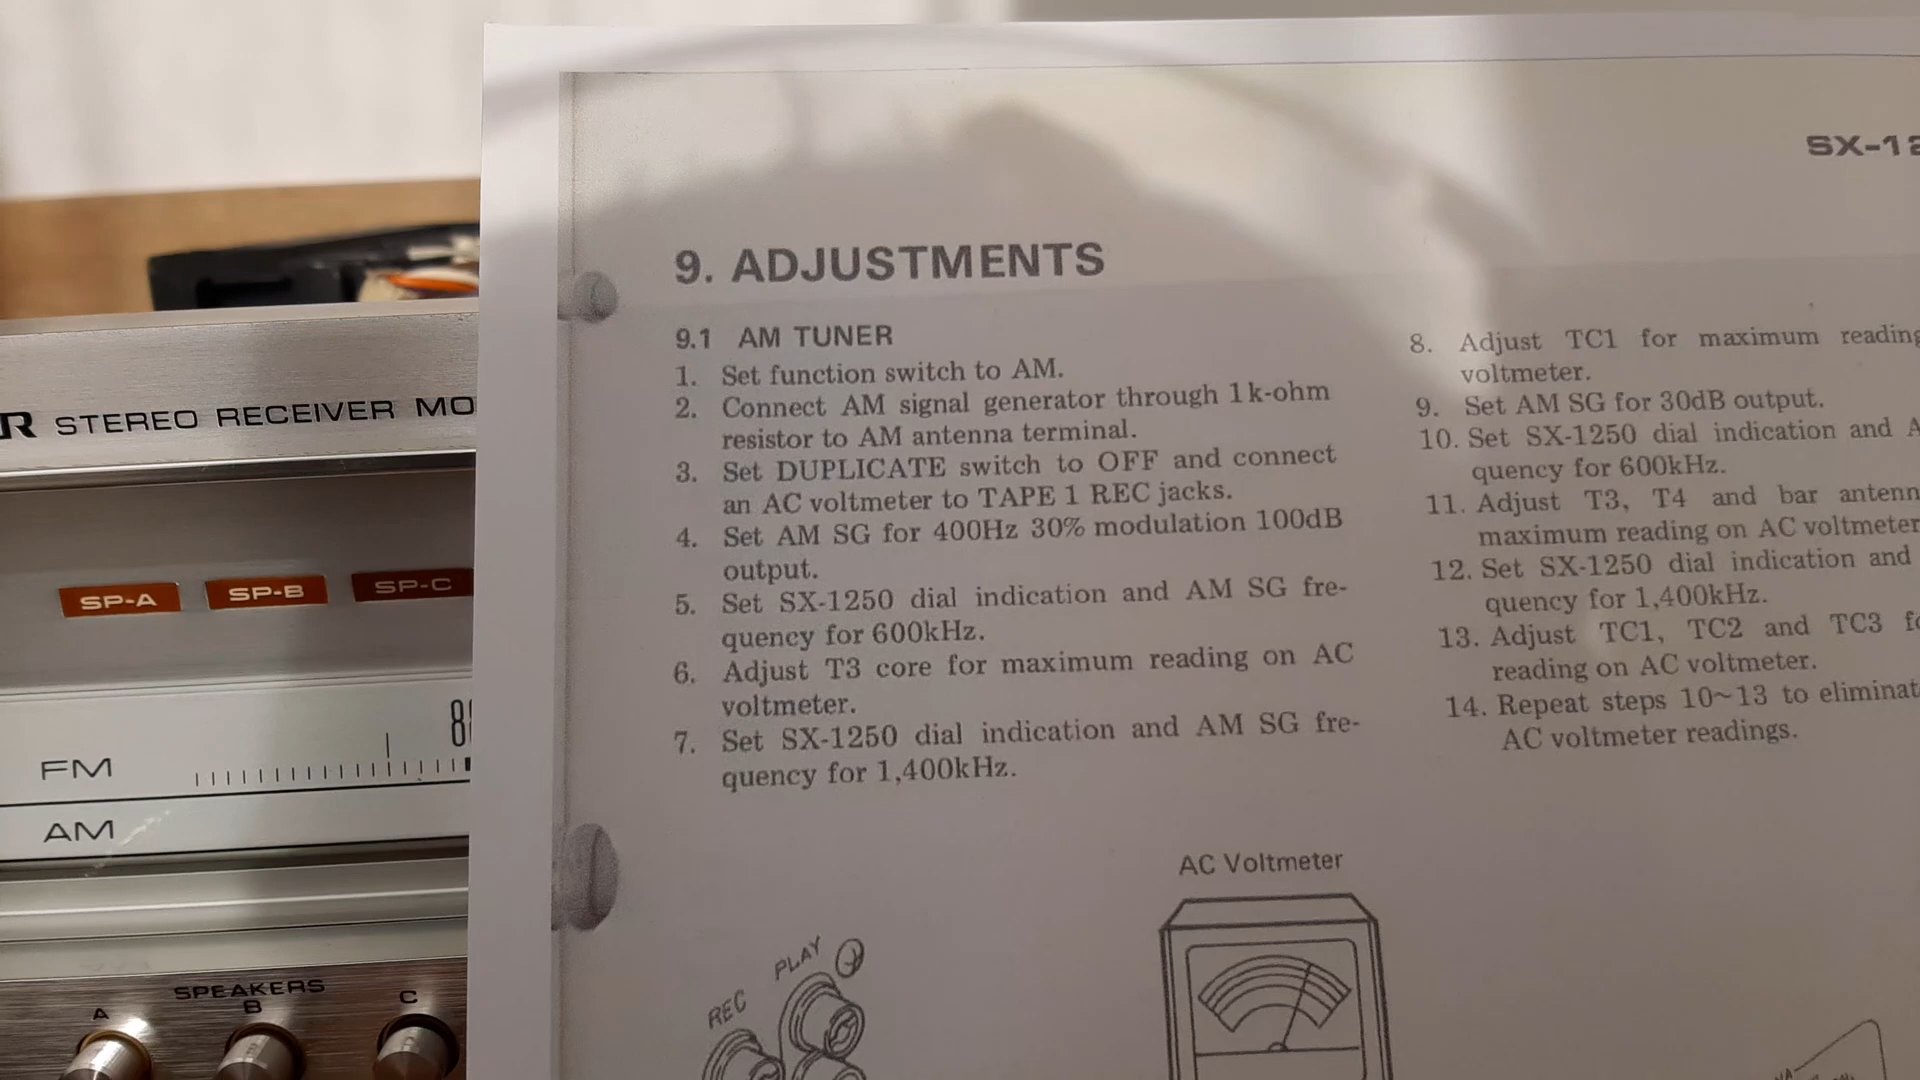 SX-12
9. ADJUSTMENTS
9.1 AM TUNER
1. Set function switch to AM.
2. Connect AM signal generator through 1k-ohm
resistor to AM antenna terminal.
3. Set DUPLICATE switch to OFF and connect
an AC voltmeter to TAPE 1 REC jacks.
4. Set AM SG for 400Hz 30% modulation 100dB
output.
5. Set SX-1250 dial indication and AM SG fre-
quency for 600kHz.
6. Adjust T3 core for maximum reading on AC
voltmeter.
7. Set SX-1250 dial indication and AM SG fre-
quency for 1,400kHz.
8. Adjust TC1 for maximum reading
voltmeter.
9. Set AM SG for 30dB output.
10. Set SX-1250 dial indication and A
quency for 600kHz.
11. Adjust T3, T4 and bar antenn
maximum reading on AC voltmeter
12. Set SX-1250 dial indication and
quency for 1,400kHz.
13. Adjust TC1, TC2 and TC3 fo
reading on AC voltmeter.
14. Repeat steps 10~13 to eliminat
AC voltmeter readings.
AC Voltmeter
PLAY
REC
R STEREO RECEIVER MO
SP-A SP-B SP-C
FM
AM
SPEAKERS
A B C